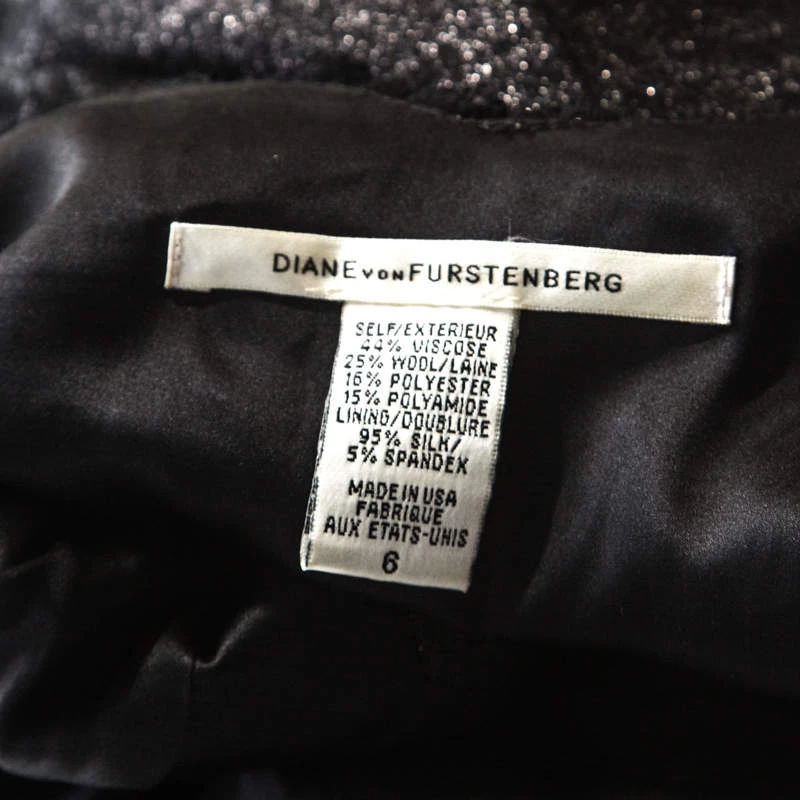 DIANE VON FURSTENBERG
SELF/EXTERIEUR
44% VISCOSE
25% WOOL/LAINE
16% POLYESTER
15% POLYAMIDE
LINING/DOUBLURE
95% SILK/
5% SPANDEX
MADE IN USA
FABRIQUE
AUX ETATS-UNIS
6